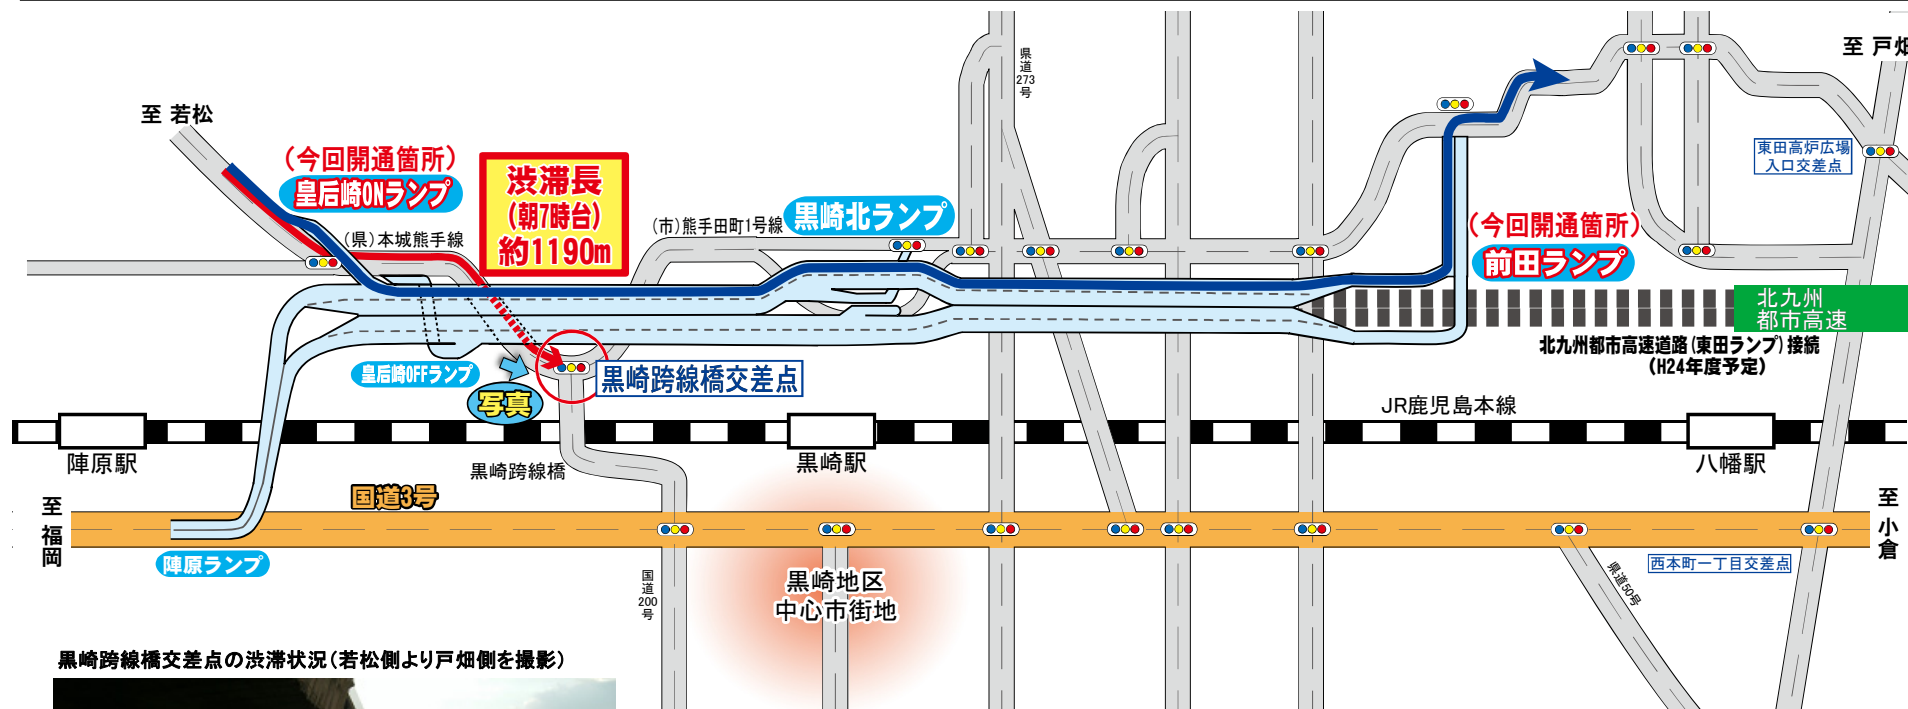 県道273号
至 戸畑
至 若松
(今回開通箇所)
皇后崎ONランプ
渋滞長
(朝7時台)
約1190m
(市)熊手田町1号線
黒崎北ランプ
(県)本城熊手線
東田高炉広場
入口交差点
(今回開通箇所)
前田ランプ
北九州
都市高速
北九州都市高速道路(東田ランプ)接続
(H24年度予定)
皇后崎OFFランプ
黒崎跨線橋交差点
写真
JR鹿児島本線
陣原駅
黒崎駅
八幡駅
黒崎跨線橋
国道3号
至 福岡
至 小倉
陣原ランプ
西本町一丁目交差点
国道200号
黒崎地区
中心市街地
県道50号
黒崎跨線橋交差点の渋滞状況(若松側より戸畑側を撮影)